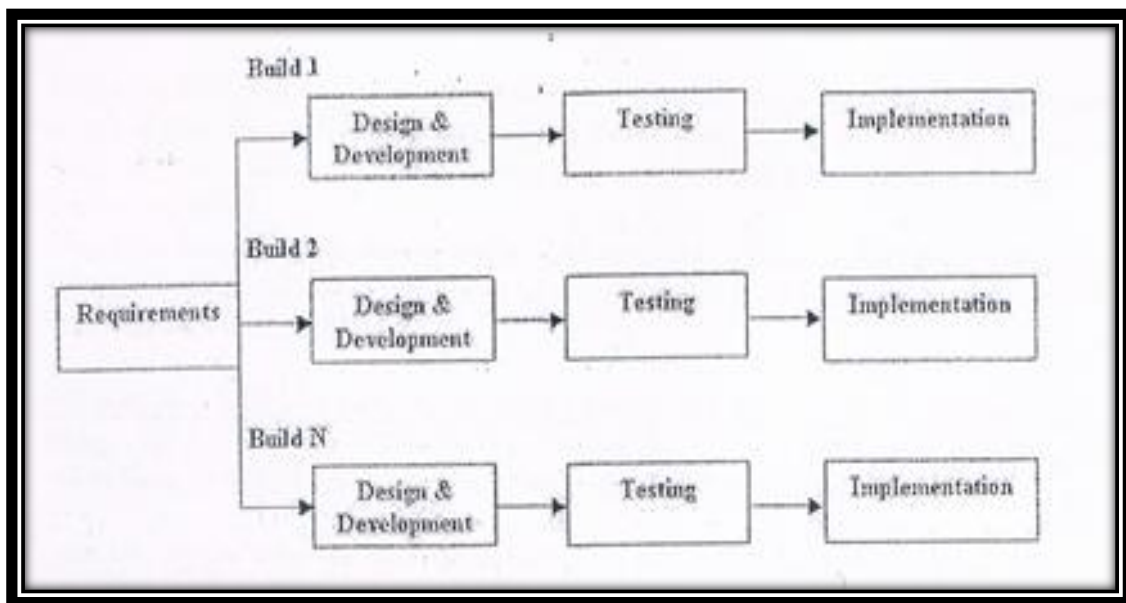 Build 1
Design &
Development
Testing
Implementation
Build 2
Requirements
Design &
Development
Testing
Implementation
Build N
Design &
Development
Testing
Implementation